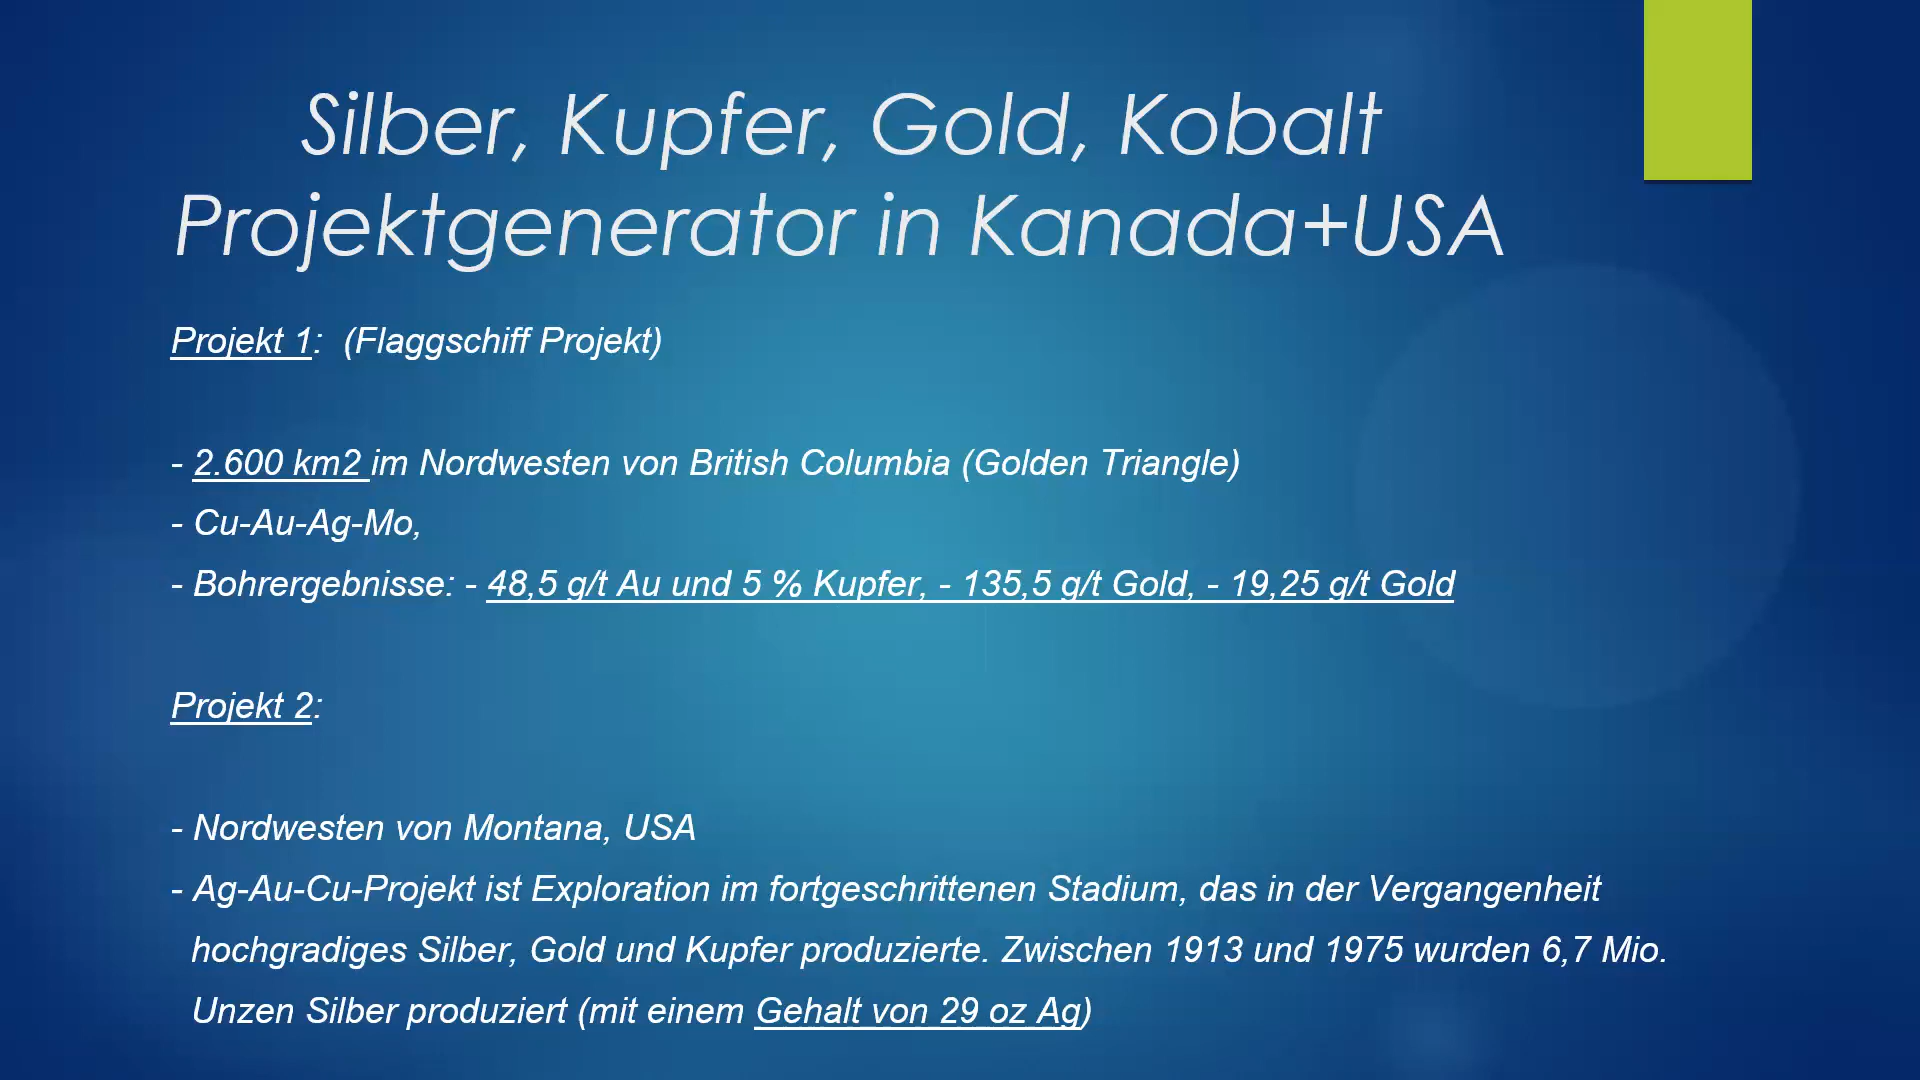 Silber, Kupfer, Gold, Kobalt
Projektgenerator in Kanada+USA
Projekt 1: (Flaggschiff Projekt)
- 2.600 km2 im Nordwesten von British Columbia (Golden Triangle)
- Cu-Au-Ag-Mo,
- Bohrergebnisse: - 48,5 g/t Au und 5 % Kupfer, - 135,5 g/t Gold, - 19,25 g/t Gold
Projekt 2:
- Nordwesten von Montana, USA
- Ag-Au-Cu-Projekt ist Exploration im fortgeschrittenen Stadium, das in der Vergangenheit
hochgradiges Silber, Gold und Kupfer produzierte. Zwischen 1913 und 1975 wurden 6,7 Mio.
Unzen Silber produziert (mit einem Gehalt von 29 oz Ag)